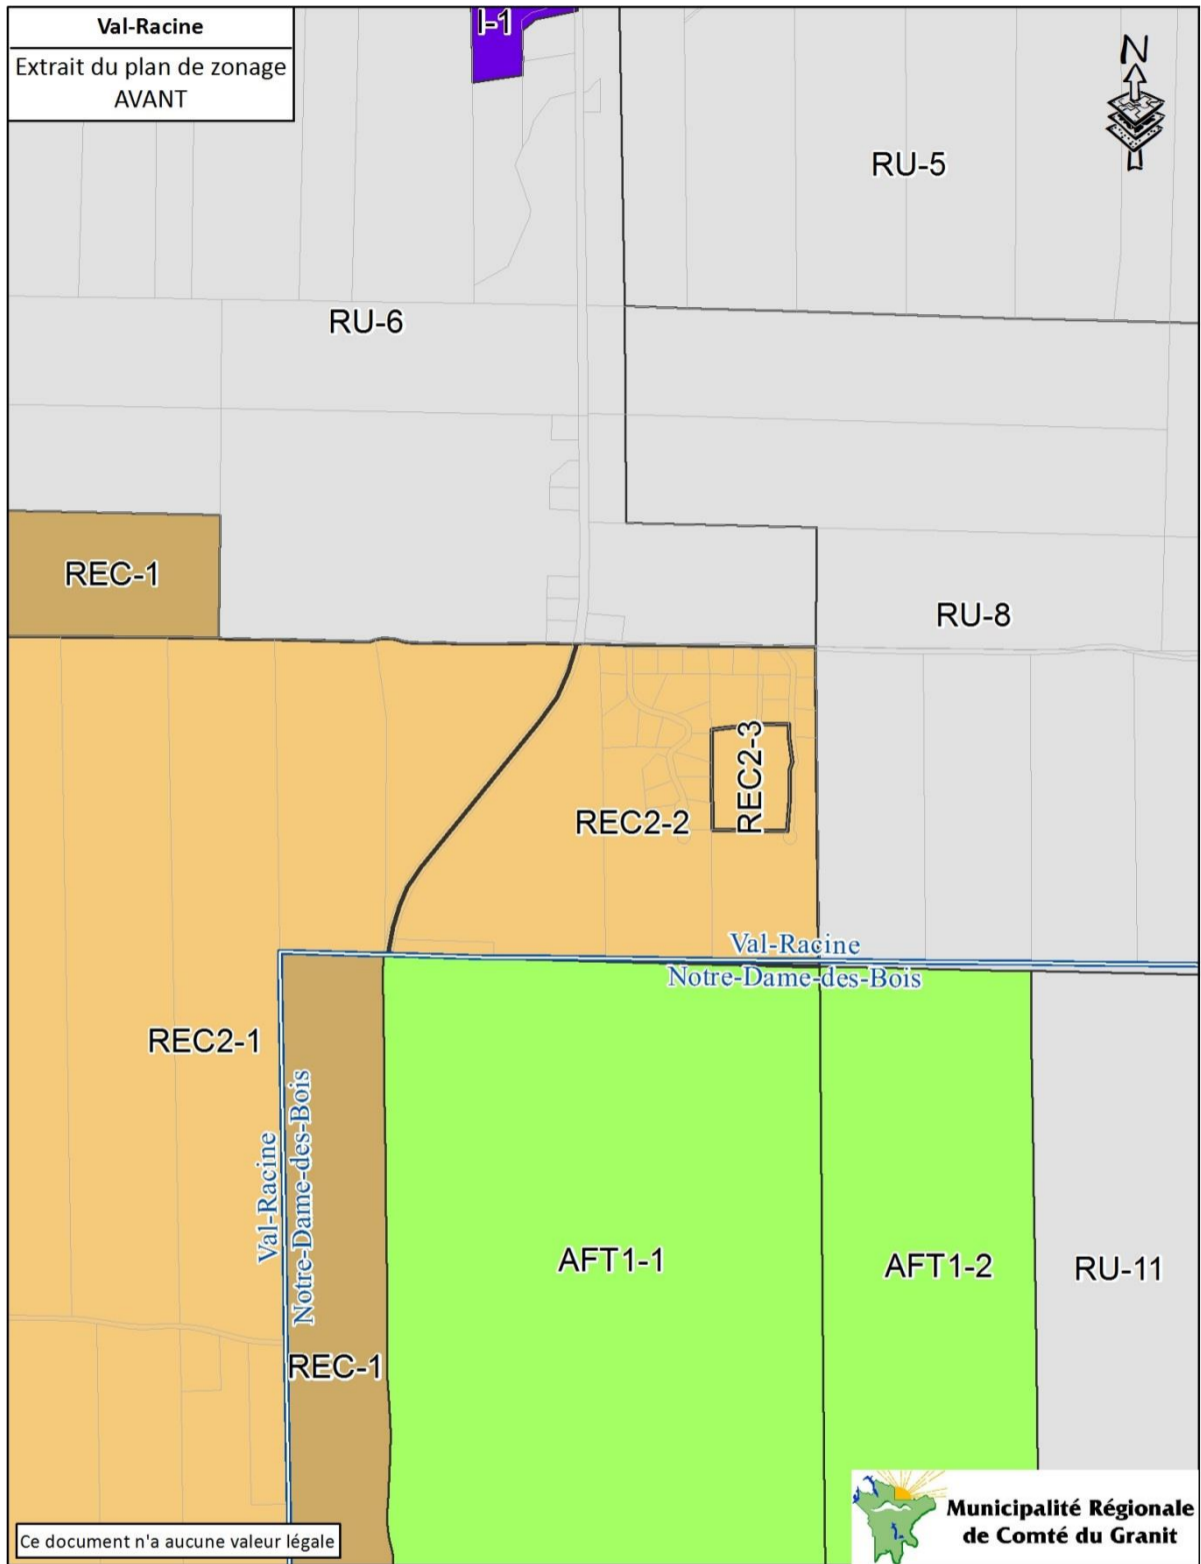 Val-Racine
Extrait du plan de zonage
AVANT
I-1
N
RU-5
RU-6
REC-1
RU-8
REC2-3
REC2-2
Val-Racine
Notre-Dame-des-Bois
REC2-1
Val-Racine
Notre-Dame-des-Bois
AFT1-1
AFT1-2
RU-11
REC-1
Ce document n'a aucune valeur légale
Municipalité Régionale
de Comté du Granit